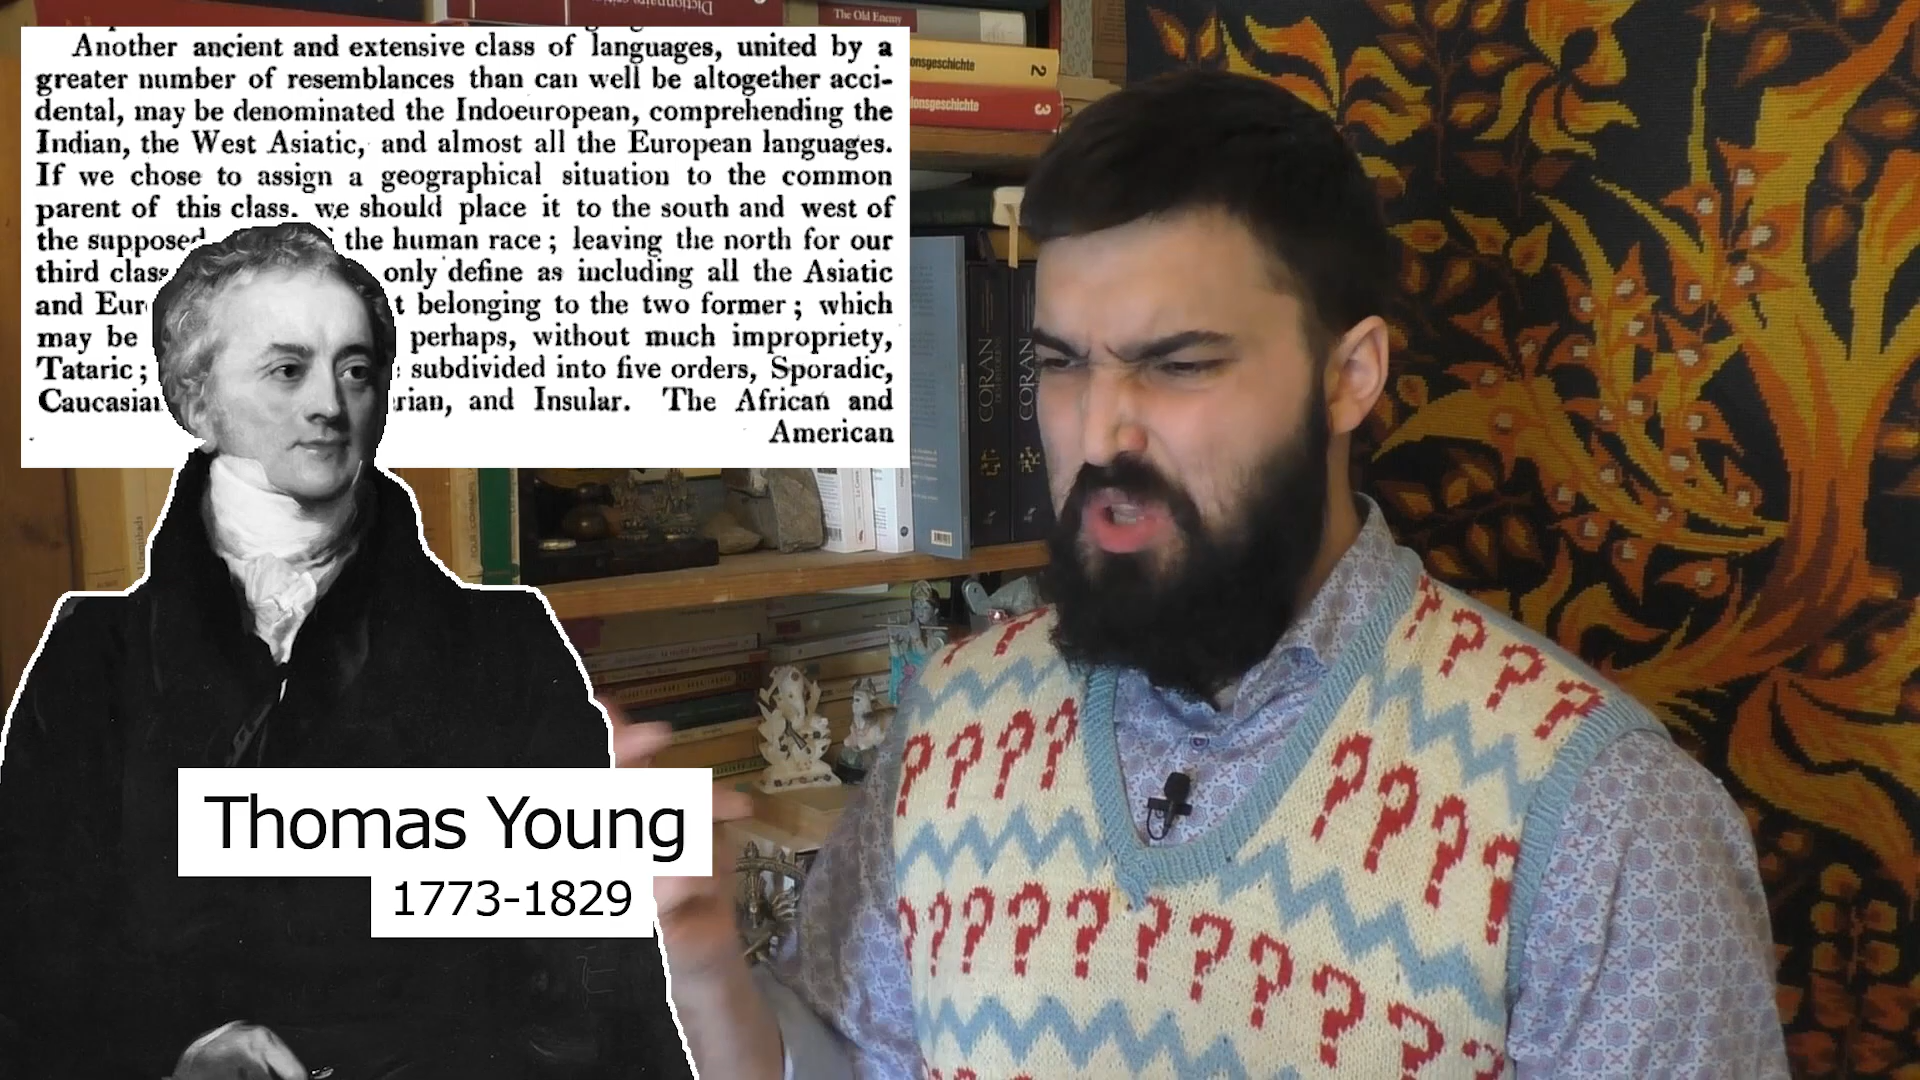 The Old Enemy
onsgeschichte 2
ionsgeschichte 3
Another ancient and extensive class of languages, united by a
greater number of resemblances than can well be altogether acci-
dental, may be denominated the Indoeuropean, comprehending the
Indian, the West Asiatic, and almost all the European languages.
If we chose to assign a geographical situation to the common
parent of this class, we should place it to the south and west of
the supposed the human race; leaving the north for our
third class only define as including all the Asiatic
and Eur t belonging to the two former; which
may be perhaps, without much impropriety,
Tataric; subdivided into five orders, Sporadic,
Caucasian rian, and Insular. The African and
American
CORAN
CORAN
Thomas Young
1773-1829
? ? ? ?
? ? ? ?
? ? ? ?
? ? ? ?
? ? ? ? ? ? ? ? ? ? ?